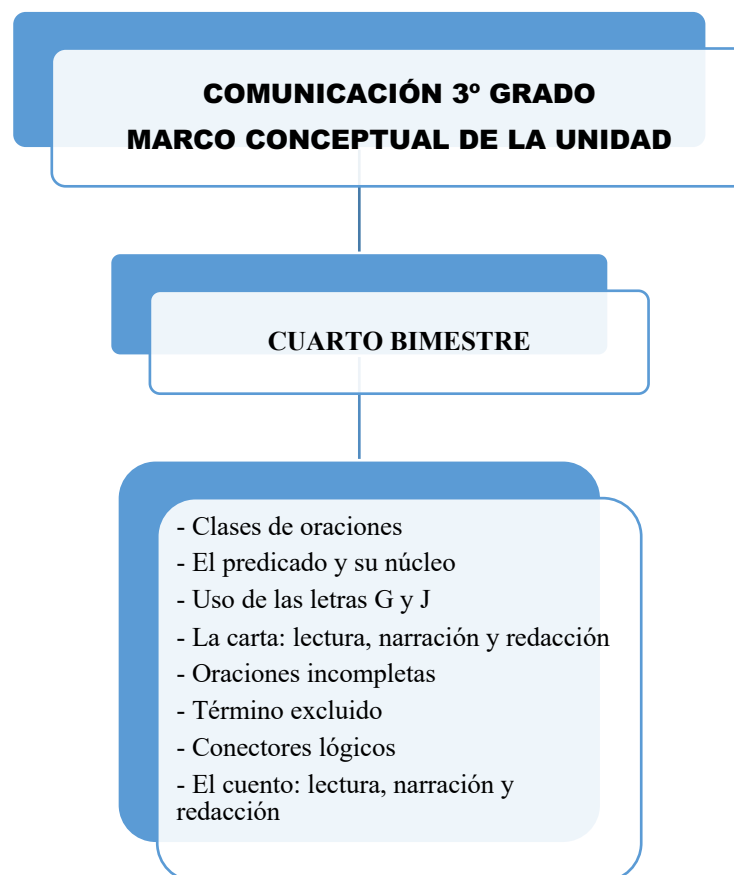 COMUNICACIÓN 3º GRADO
MARCO CONCEPTUAL DE LA UNIDAD
CUARTO BIMESTRE
- Clases de oraciones
- El predicado y su núcleo
- Uso de las letras G y J
- La carta: lectura, narración y redacción
- Oraciones incompletas
- Término excluido
- Conectores lógicos
- El cuento: lectura, narración y
redacción